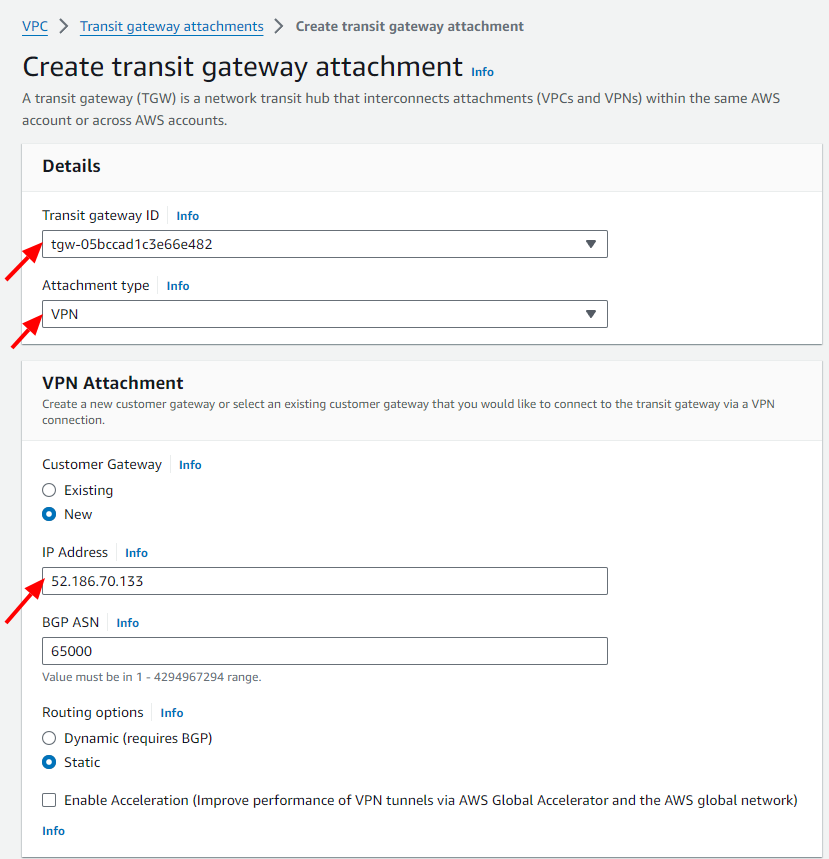 VPC > Transit gateway attachments > Create transit gateway attachment
Create transit gateway attachment Info
A transit gateway (TGW) is a network transit hub that interconnects attachments (VPCs and VPNs) within the same AWS
account or across AWS accounts.
Details
Transit gateway ID Info
tgw-05bccad1c3e66e482
Attachment type Info
VPN
VPN Attachment
Create a new customer gateway or select an existing customer gateway that you would like to connect to the transit gateway via a VPN
connection.
Customer Gateway Info
Existing
New
IP Address Info
52.186.70.133
BGP ASN Info
65000
Value must be in 1 - 4294967294 range.
Routing options Info
Dynamic (requires BGP)
Static
Enable Acceleration (Improve performance of VPN tunnels via AWS Global Accelerator and the AWS global network)
Info